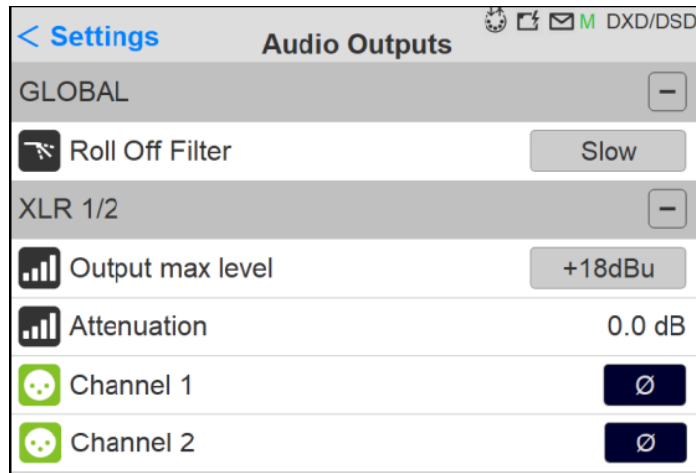 < Settings
Audio Outputs
M DXD/DSD
GLOBAL
−
Roll Off Filter
Slow
XLR 1/2
−
Output max level
+18dBu
Attenuation
0.0 dB
Channel 1
Ø
Channel 2
Ø